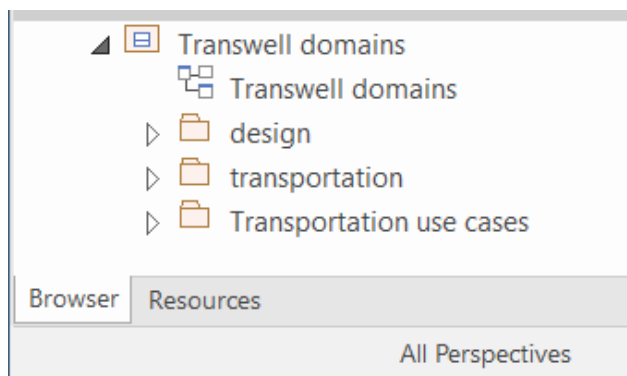 Transwell domains
Transwell domains
design
transportation
Transportation use cases
Browser Resources
All Perspectives